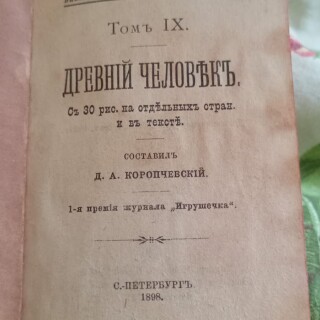 Томъ IX.
ДРЕВНІЙ ЧЕЛОВѢКЪ.
Съ 30 рис. на отдѣльныхъ стран.
и въ текстѣ.
СОСТАВИЛЪ
Д. А. КОРОПЧЕВСКІЙ.
1-я премія журнала „Игрушечка“.
С.-ПЕТЕРБУРГЪ
1898.